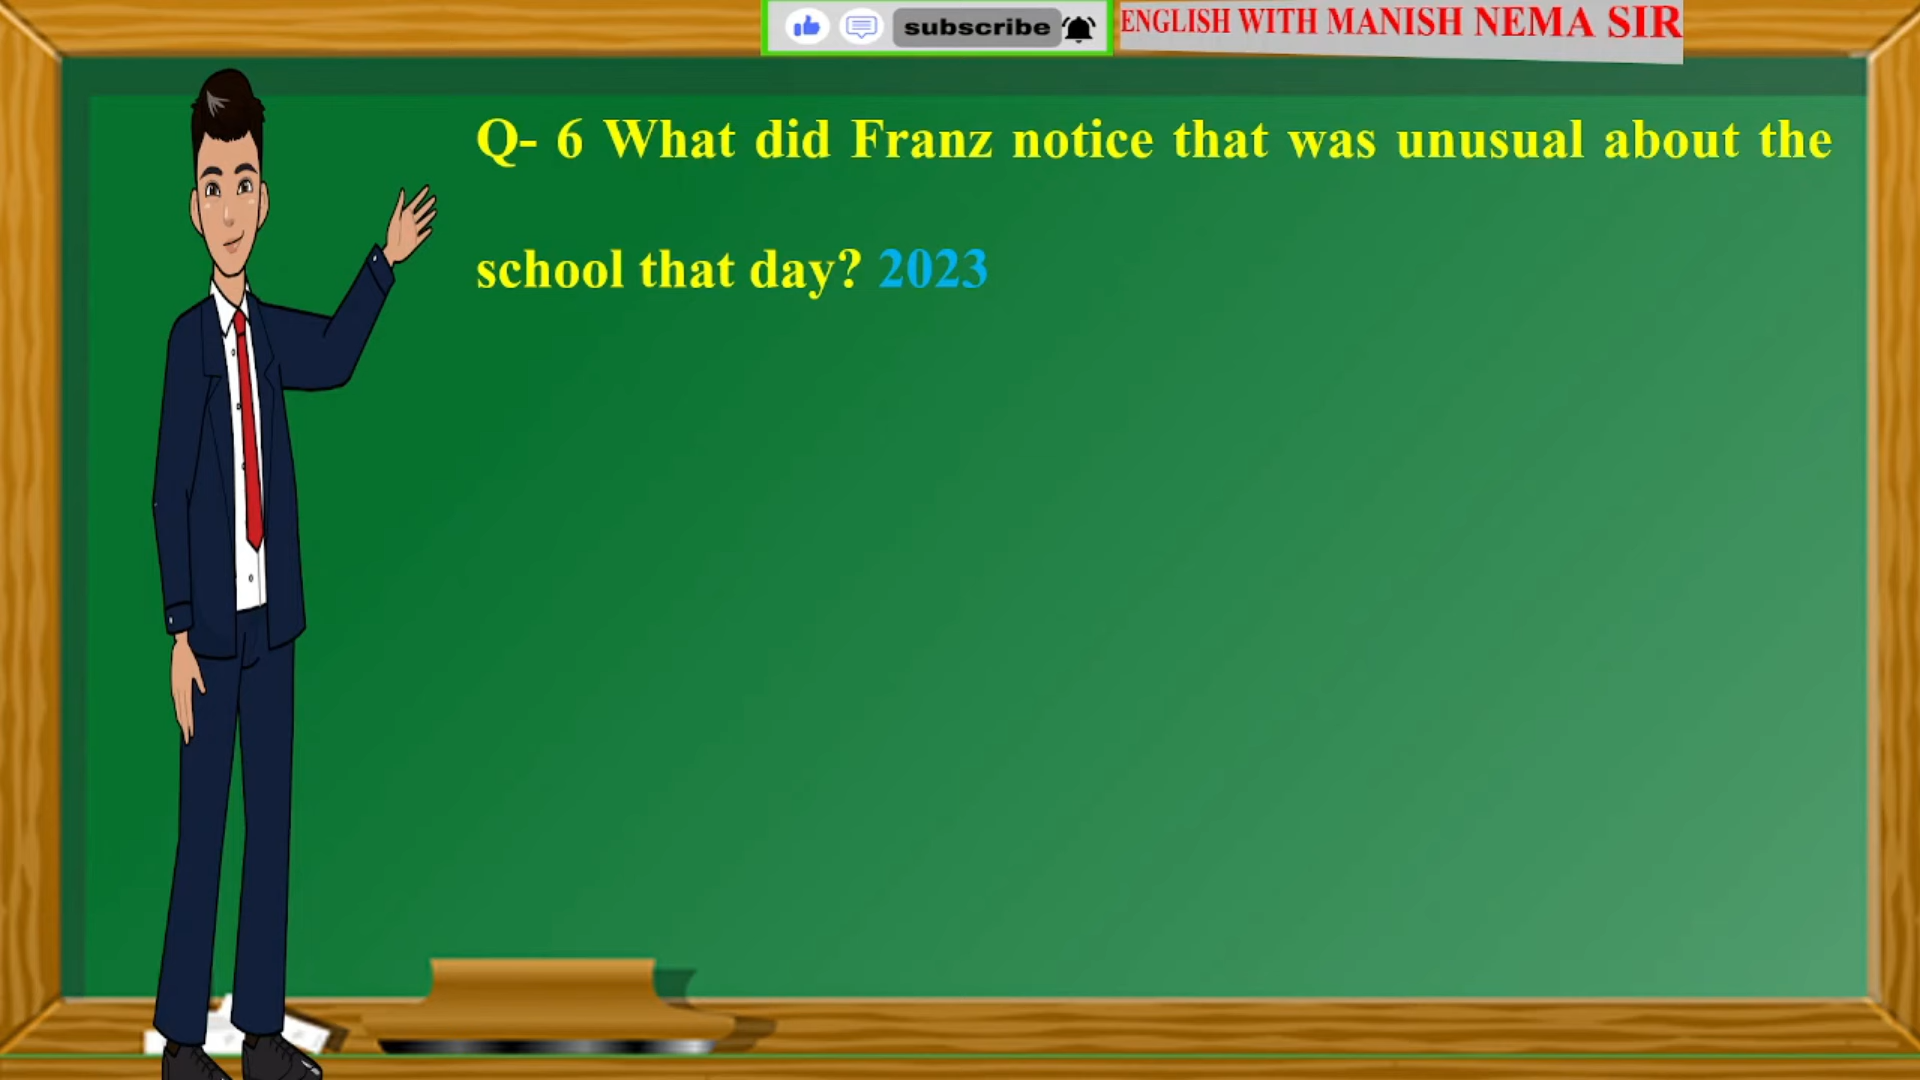 subscribe
ENGLISH WITH MANISH NEMA SIR
Q- 6 What did Franz notice that was unusual about the
school that day? 2023